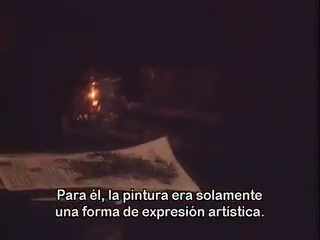 Para él, la pintura era solamente
una forma de expresión artística.